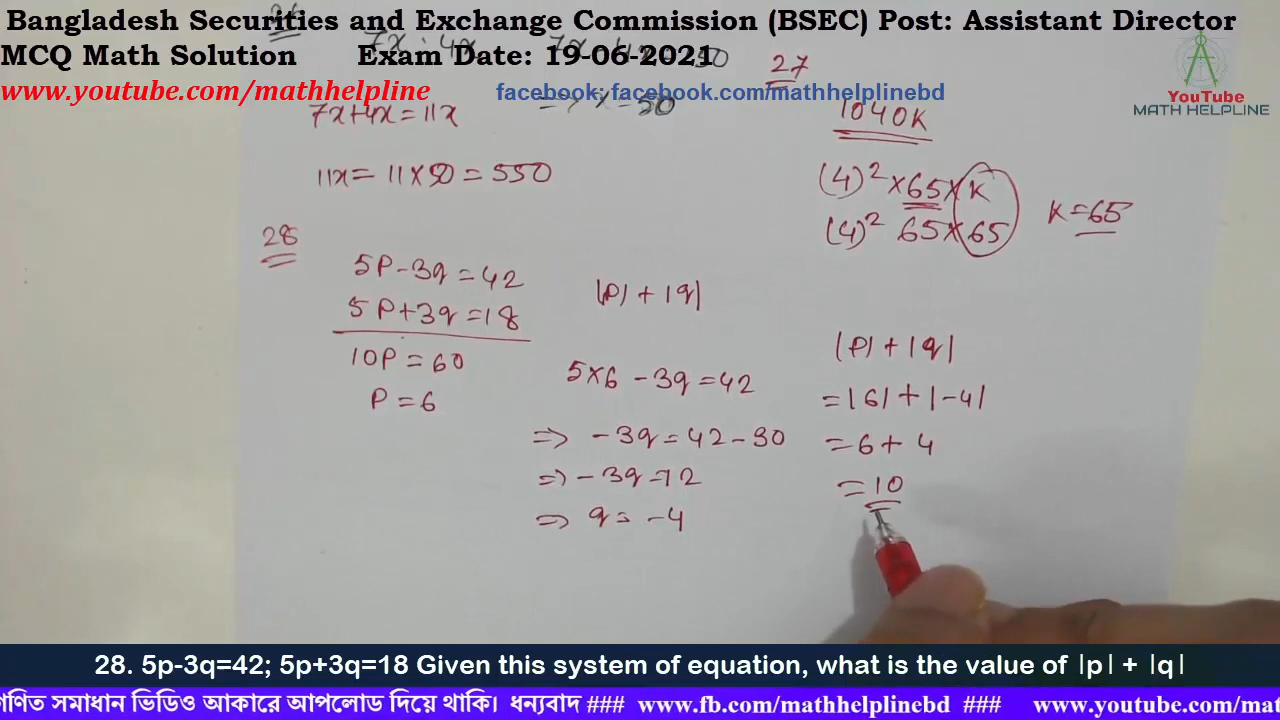 Bangladesh Securities and Exchange Commission (BSEC) Post: Assistant Director
MCQ Math Solution Exam Date: 19-06-2021
www.youtube.com/mathhelpline facebook; facebook.com/mathhelplinebd
YouTube
MATH HELPLINE
7x+4x=11x
11x=11×50=550
27
1040K
(4)²×65×K
(4)² 65×65
K=65
28
5P-3q=42
5P+3q=18
10P=60
P=6
|P|+|q|
5×6-3q=42
=> -3q=42-30
=> -3q=12
=> q=-4
|P|+|q|
=|6|+|-4|
=6+4
=10
28. 5p-3q=42; 5p+3q=18 Given this system of equation, what is the value of |p| + |q|
গণিত সমাধান ভিডিও আকারে আপলোড দিয়ে থাকি। ধন্যবাদ ### www.fb.com/mathhelplinebd ### www.youtube.com/mathhel